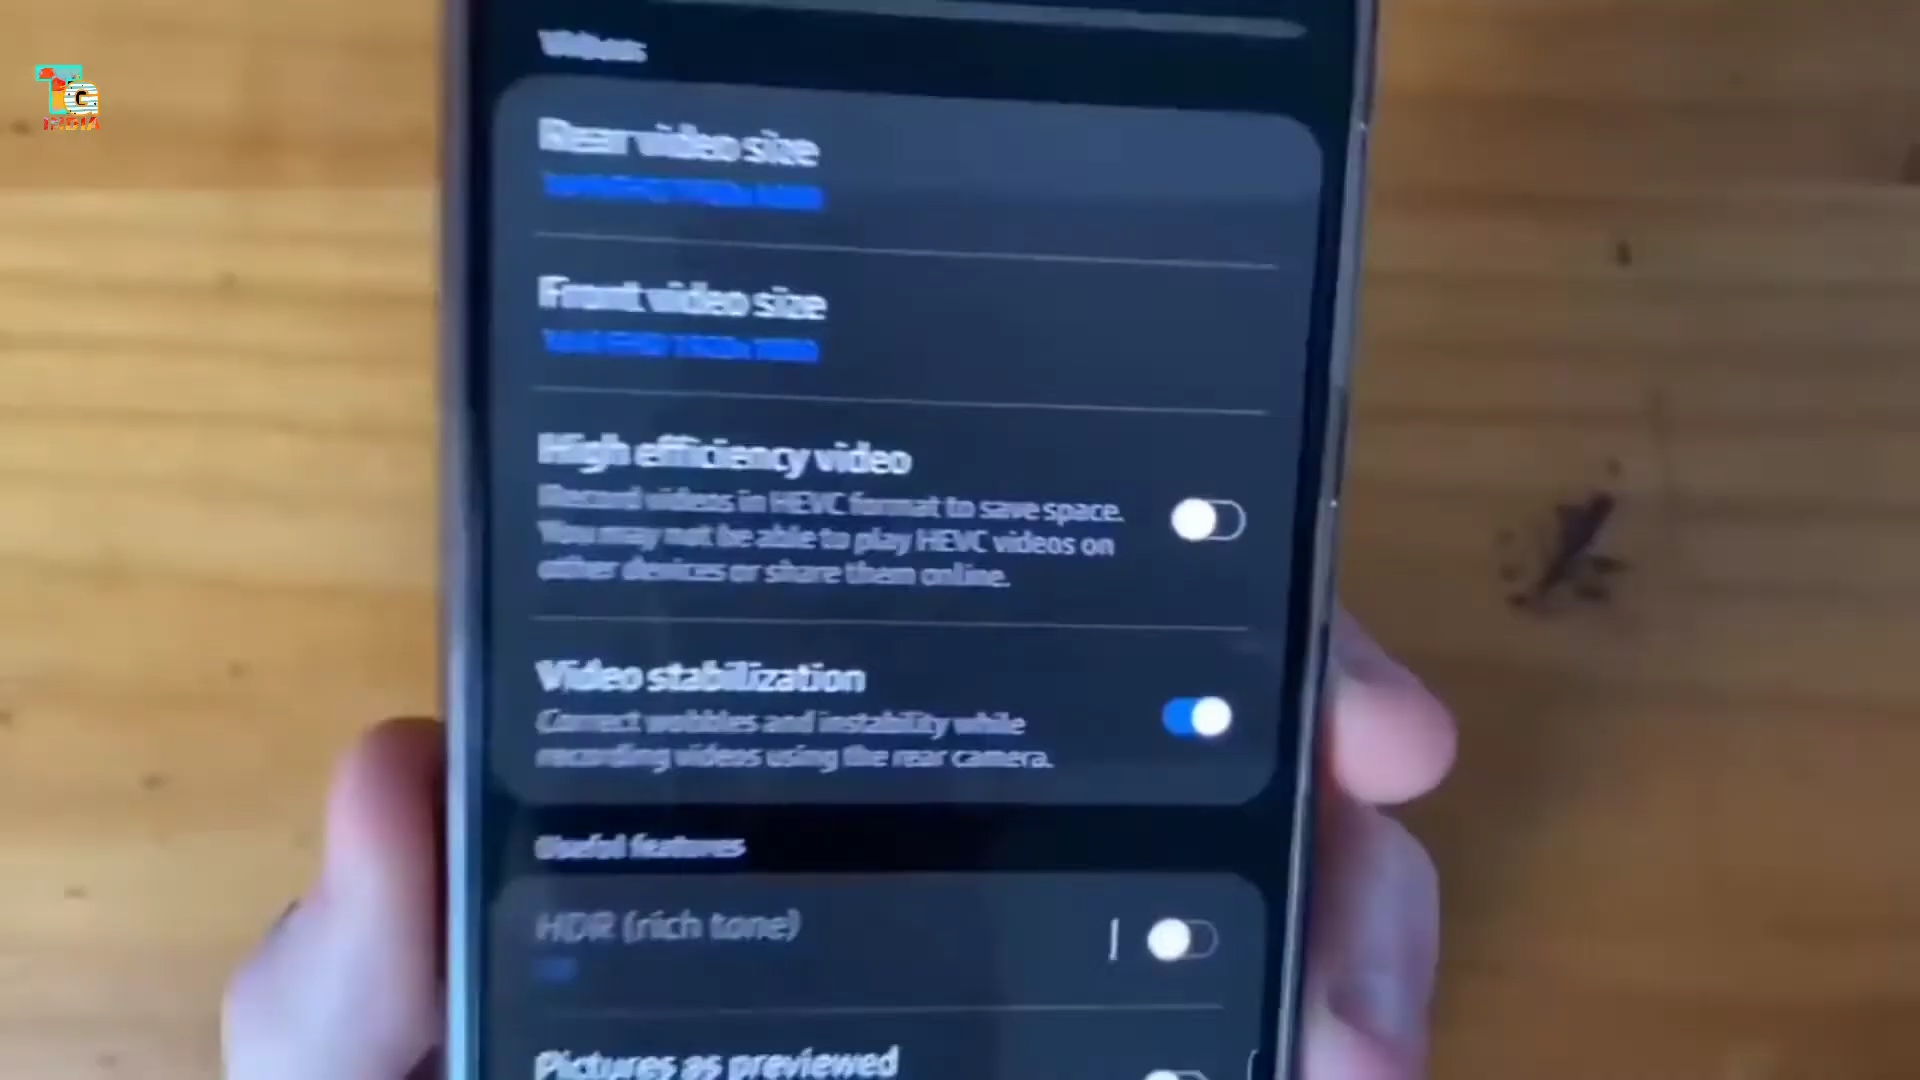 TG
INDIA
Videos
Rear video size
Front video size
High efficiency video
Record videos in HEVC format to save space.
You may not be able to play HEVC videos on
other devices or share them online.
Video stabilization
Correct wobbles and instability while
recording videos using the rear camera.
Useful features
HDR (rich tone)
Pictures as previewed